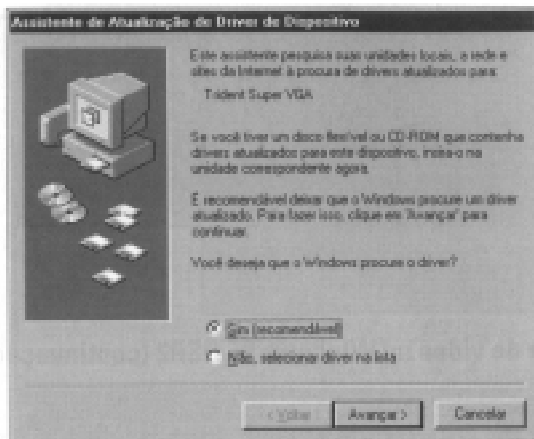 Assistente de Atualização de Driver de Dispositivo
Este assistente pesquisa suas unidades locais, a rede e
sites da Internet à procura de drivers atualizados para:
Trident Super VGA
Se você tiver um disco flexível ou CD-ROM que contenha
drivers atualizados para este dispositivo, insira-o na
unidade correspondente agora.
É recomendável deixar que o Windows procure um driver
atualizado. Para fazer isso, clique em 'Avançar' para
continuar.
Você deseja que o Windows procure o driver?
Sim (recomendável)
Não, selecionar driver na lista
< Voltar
Avançar >
Cancelar